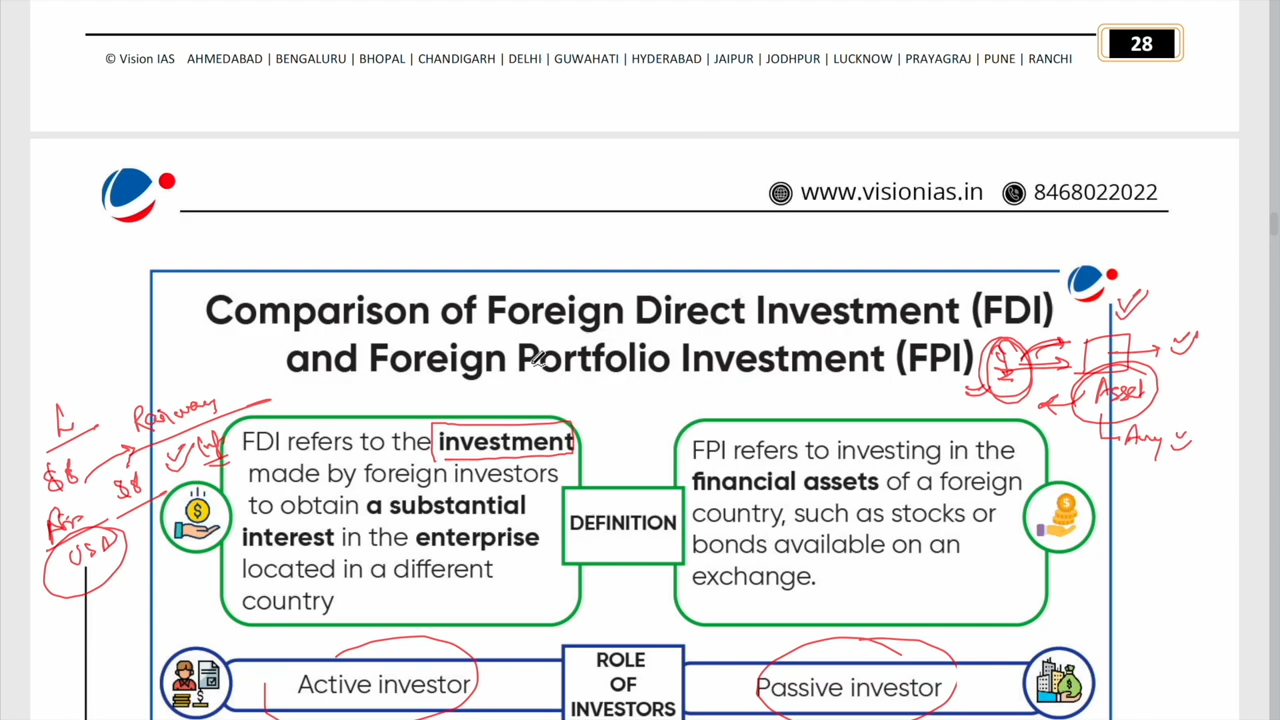 © Vision IAS AHMEDABAD | BENGALURU | BHOPAL | CHANDIGARH | DELHI | GUWAHATI | HYDERABAD | JAIPUR | JODHPUR | LUCKNOW | PRAYAGRAJ | PUNE | RANCHI
28
www.visionias.in 8468022022
Comparison of Foreign Direct Investment (FDI)
and Foreign Portfolio Investment (FPI)
Asset
Any
Railway
$$
$$
USA
FDI refers to the investment
made by foreign investors
to obtain a substantial
interest in the enterprise
located in a different
country
DEFINITION
FPI refers to investing in the
financial assets of a foreign
country, such as stocks or
bonds available on an
exchange.
Active investor
ROLE
OF
INVESTORS
Passive investor